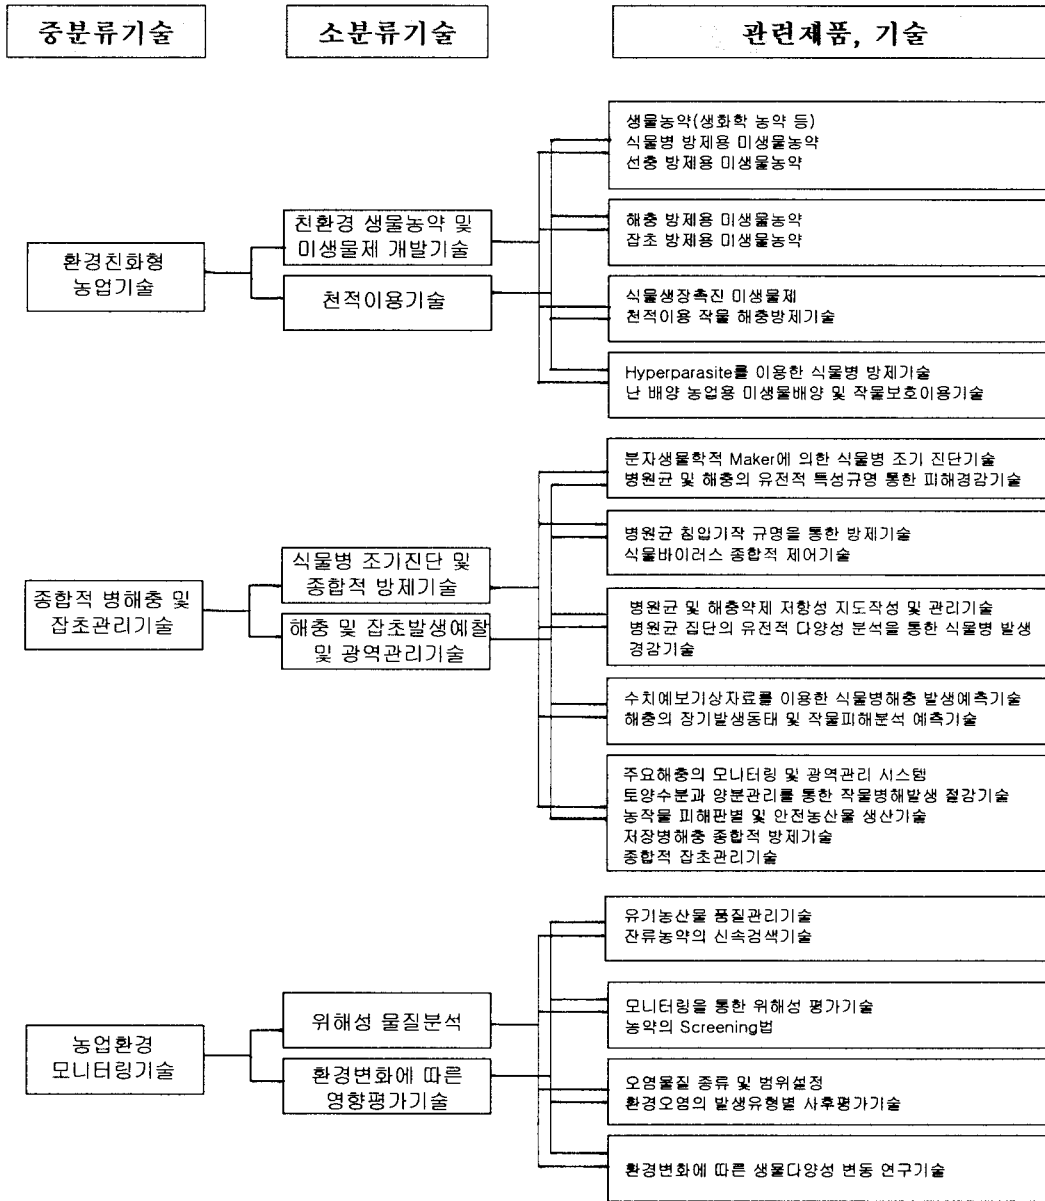 중분류기술
소분류기술
관련제품, 기술
환경친화형
농업기술
친환경 생물농약 및
미생물제 개발기술
천적이용기술
생물농약(생화학 농약 등)
식물병 방제용 미생물농약
선충 방제용 미생물농약
해충 방제용 미생물농약
잡초 방제용 미생물농약
식물생장촉진 미생물제
천적이용 작물 해충방제기술
Hyperparasite를 이용한 식물병 방제기술
난 배양 농업용 미생물배양 및 작물보호이용기술
종합적 병해충 및
잡초관리기술
식물병 조기진단 및
종합적 방제기술
해충 및 잡초발생예찰
및 광역관리기술
분자생물학적 Maker에 의한 식물병 조기 진단기술
병원균 및 해충의 유전적 특성규명 통한 피해경감기술
병원균 침입기작 규명을 통한 방제기술
식물바이러스 종합적 제어기술
병원균 및 해충약제 저항성 지도작성 및 관리기술
병원균 집단의 유전적 다양성 분석을 통한 식물병 발생
경감기술
수치예보기상자료를 이용한 식물병해충 발생예측기술
해충의 장기발생동태 및 작물피해분석 예측기술
주요해충의 모나터링 및 광역관리 시스템
토양수분과 양분관리를 통한 작물병해발생 절감기술
농작물 피해판별 및 안전농산물 생산기술
저장병해충 종합적 방제기술
종합적 잡초관리기술
농업환경
모니터링기술
위해성 물질분석
환경변화에 따른
영향평가기술
유기농산물 품질관리기술
잔류농약의 신속검색기술
모니터링을 통한 위해성 평가기술
농약의 Screening법
오염물질 종류 및 범위설정
환경오염의 발생유형별 사후평가기술
환경변화에 따른 생물다양성 변동 연구기술